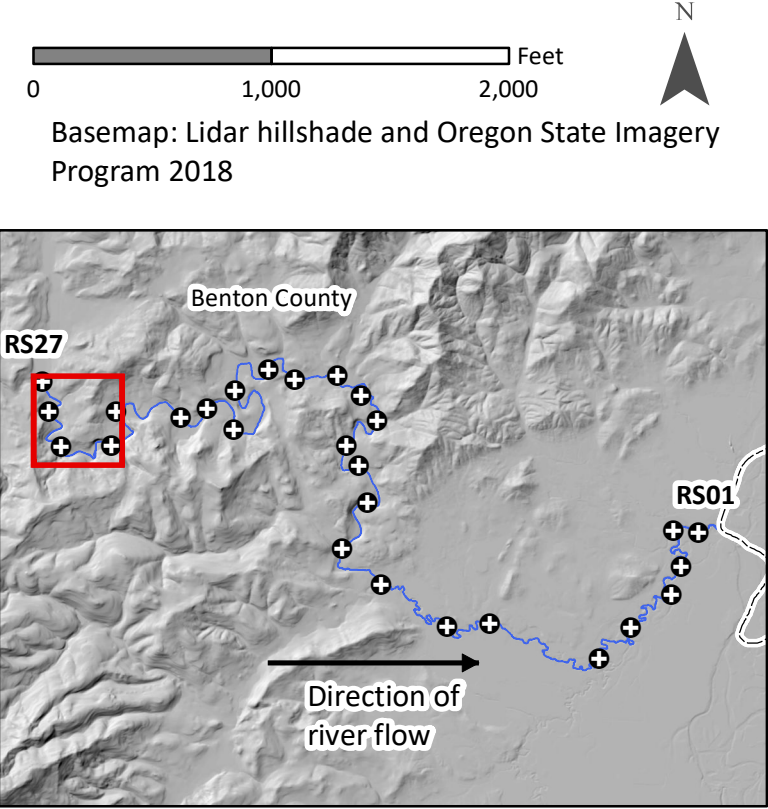 N
Feet
0 1,000 2,000
Basemap: Lidar hillshade and Oregon State Imagery
Program 2018
Benton County
RS27
RS01
Direction of
river flow